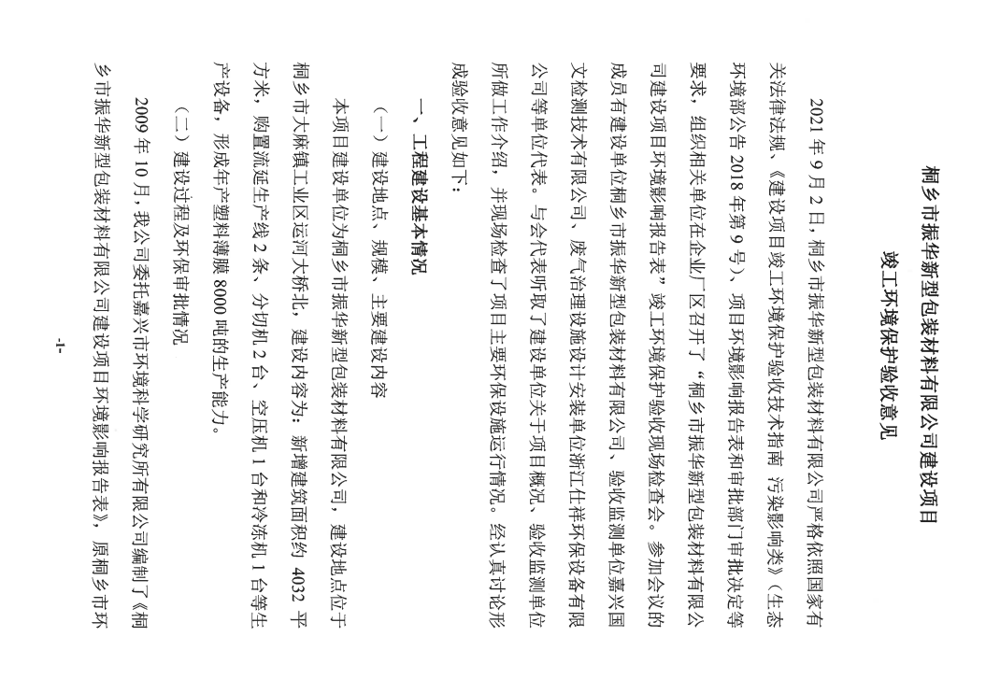 桐乡市振华新型包装材料有限公司建设项目
竣工环境保护验收意见
2021 年 9 月 2 日，桐乡市振华新型包装材料有限公司严格依照国家有
关法律法规、《建设项目竣工环境保护验收技术指南 污染影响类》（生态
环境部公告 2018 年第 9 号）、项目环境影响报告表和审批部门审批决定等
要求，组织相关单位在企业厂区召开了“桐乡市振华新型包装材料有限公
司建设项目环境影响报告表”竣工环境保护验收现场检查会。参加会议的
成员有建设单位桐乡市振华新型包装材料有限公司、验收监测单位嘉兴国
文检测技术有限公司、废气治理设施设计安装单位浙江仕祥环保设备有限
公司等单位代表。与会代表听取了建设单位关于项目概况、验收监测单位
所做工作介绍，并现场检查了项目主要环保设施运行情况。经认真讨论形
成验收意见如下：
一、工程建设基本情况
（一）建设地点、规模、主要建设内容
本项目建设单位为桐乡市振华新型包装材料有限公司，建设地点位于
桐乡市大麻镇工业区运河大桥北，建设内容为：新增建筑面积约 4032 平
方米，购置流延生产线 2 条、分切机 2 台、空压机 1 台和冷冻机 1 台等生
产设备，形成年产塑料薄膜 8000 吨的生产能力。
（二）建设过程及环保审批情况
2009 年 10 月，我公司委托嘉兴市环境科学研究所有限公司编制了《桐
乡市振华新型包装材料有限公司建设项目环境影响报告表》，原桐乡市环
-1-